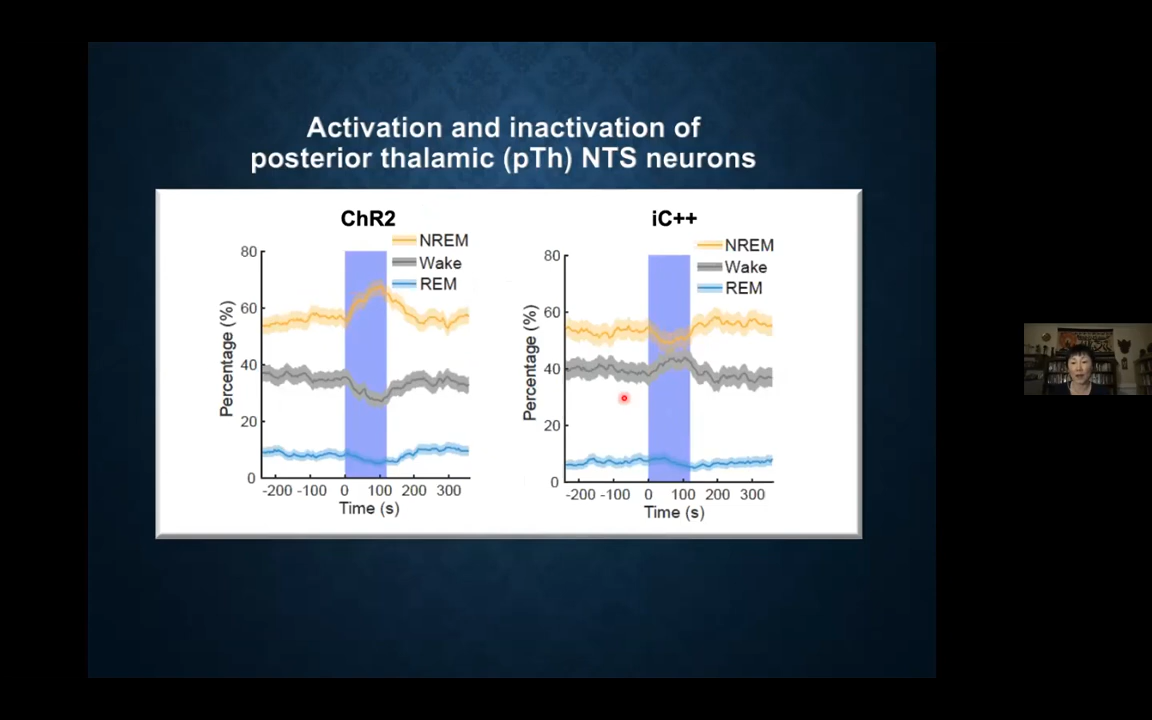 Activation and inactivation of
posterior thalamic (pTh) NTS neurons
ChR2
NREM
Wake
REM
80
60
40
20
0
Percentage (%)
-200 -100 0 100 200 300
Time (s)
iC++
NREM
Wake
REM
80
60
40
20
0
Percentage (%)
-200 -100 0 100 200 300
Time (s)